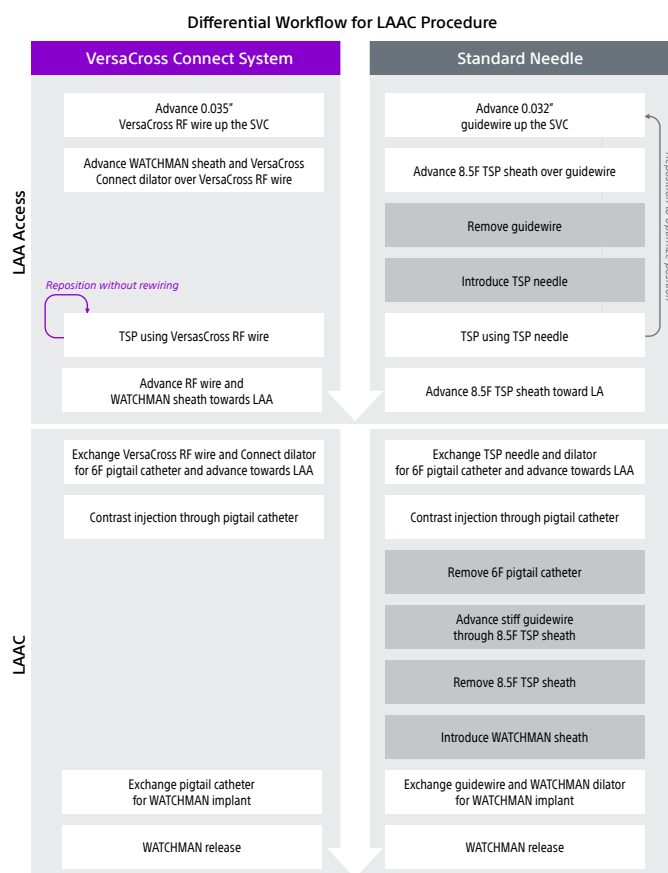 Differential Workflow for LAAC Procedure
VersaCross Connect System
Standard Needle
LAA Access
Advance 0.035”
VersaCross RF wire up the SVC
Advance 0.032”
guidewire up the SVC
Advance WATCHMAN sheath and VersaCross
Connect dilator over VersaCross RF wire
Advance 8.5F TSP sheath over guidewire
Remove guidewire
Introduce TSP needle
Reposition without rewiring
TSP using VersasCross RF wire
TSP using TSP needle
Advance RF wire and
WATCHMAN sheath towards LAA
Advance 8.5F TSP sheath toward LA
LAAC
Exchange VersaCross RF wire and Connect dilator
for 6F pigtail catheter and advance towards LAA
Exchange TSP needle and dilator
for 6F pigtail catheter and advance towards LAA
Contrast injection through pigtail catheter
Contrast injection through pigtail catheter
Remove 6F pigtail catheter
Advance stiff guidewire
through 8.5F TSP sheath
Remove 8.5F TSP sheath
Introduce WATCHMAN sheath
Exchange pigtail catheter
for WATCHMAN implant
Exchange guidewire and WATCHMAN dilator
for WATCHMAN implant
WATCHMAN release
WATCHMAN release